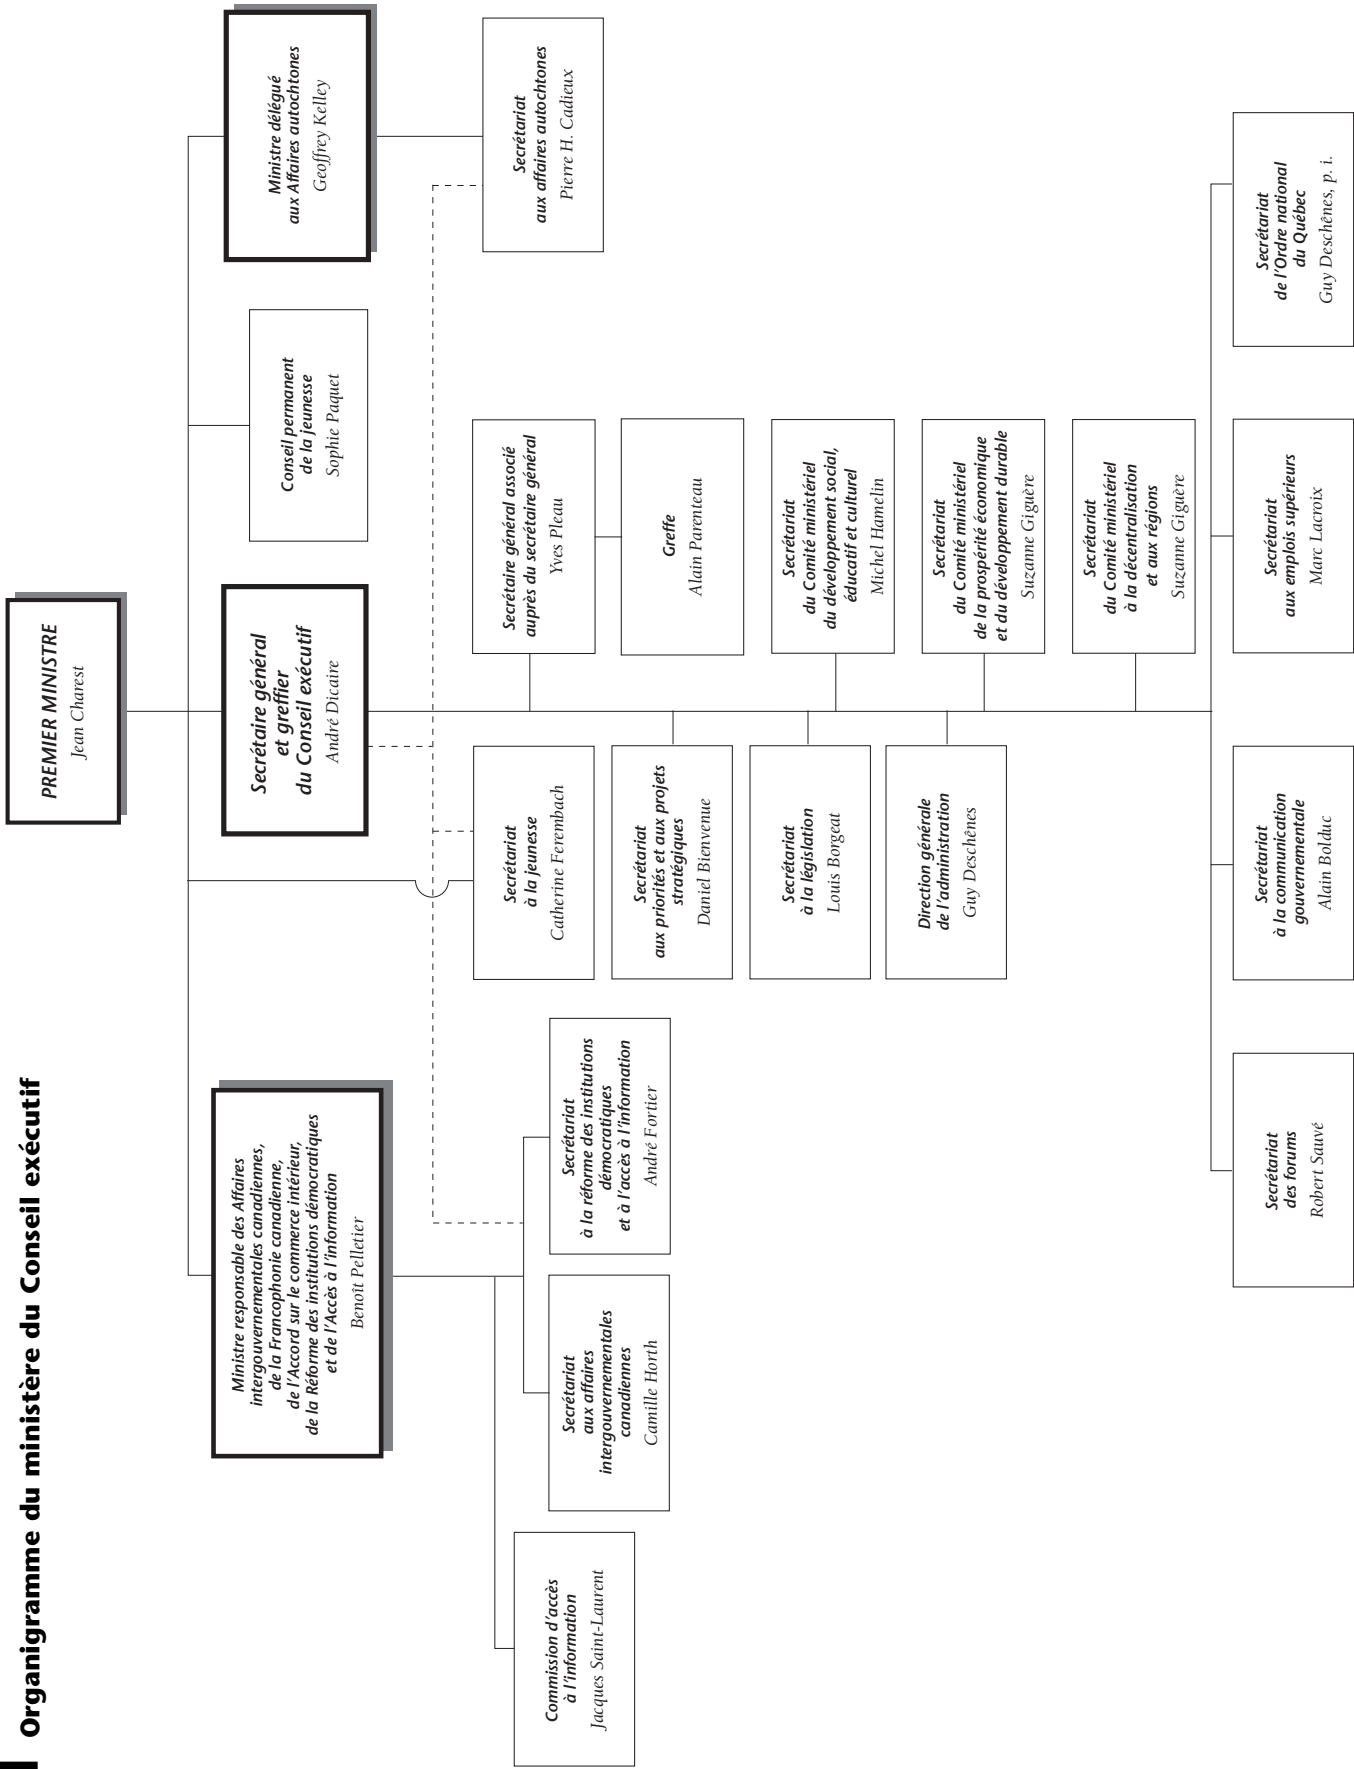 Organigramme du ministère du Conseil exécutif
PREMIER MINISTRE
Jean Charest
Ministre responsable des Affaires
intergouvernementales canadiennes,
de la Francophonie canadienne,
de l'Accord sur le commerce intérieur,
de la Réforme des institutions démocratiques
et de l'Accès à l'information
Benoît Pelletier
Secrétaire général
et greffier
du Conseil exécutif
André Dicaire
Conseil permanent
de la jeunesse
Sophie Paquet
Ministre délégué
aux Affaires autochtones
Geoffrey Kelley
Commission d'accès
à l'information
Jacques Saint-Laurent
Secrétariat
aux affaires
intergouvernementales
canadiennes
Camille Horth
Secrétariat
à la réforme des institutions
démocratiques
et à l'accès à l'information
André Fortier
Secrétariat
à la jeunesse
Catherine Ferembach
Secrétaire général associé
auprès du secrétaire général
Yves Pleau
Secrétariat
aux affaires autochtones
Pierre H. Cadieux
Greffe
Alain Parenteau
Secrétariat
aux priorités et aux projets
stratégiques
Daniel Bienvenue
Secrétariat
du Comité ministériel
du développement social,
éducatif et culturel
Michel Hamelin
Secrétariat
à la législation
Louis Borgeat
Secrétariat
du Comité ministériel
de la prospérité économique
et du développement durable
Suzanne Giguère
Direction générale
de l'administration
Guy Deschênes
Secrétariat
du Comité ministériel
à la décentralisation
et aux régions
Suzanne Giguère
Secrétariat
des forums
Robert Sauvé
Secrétariat
à la communication
gouvernementale
Alain Bolduc
Secrétariat
aux emplois supérieurs
Marc Lacroix
Secrétariat
de l'Ordre national
du Québec
Guy Deschênes, p. i.